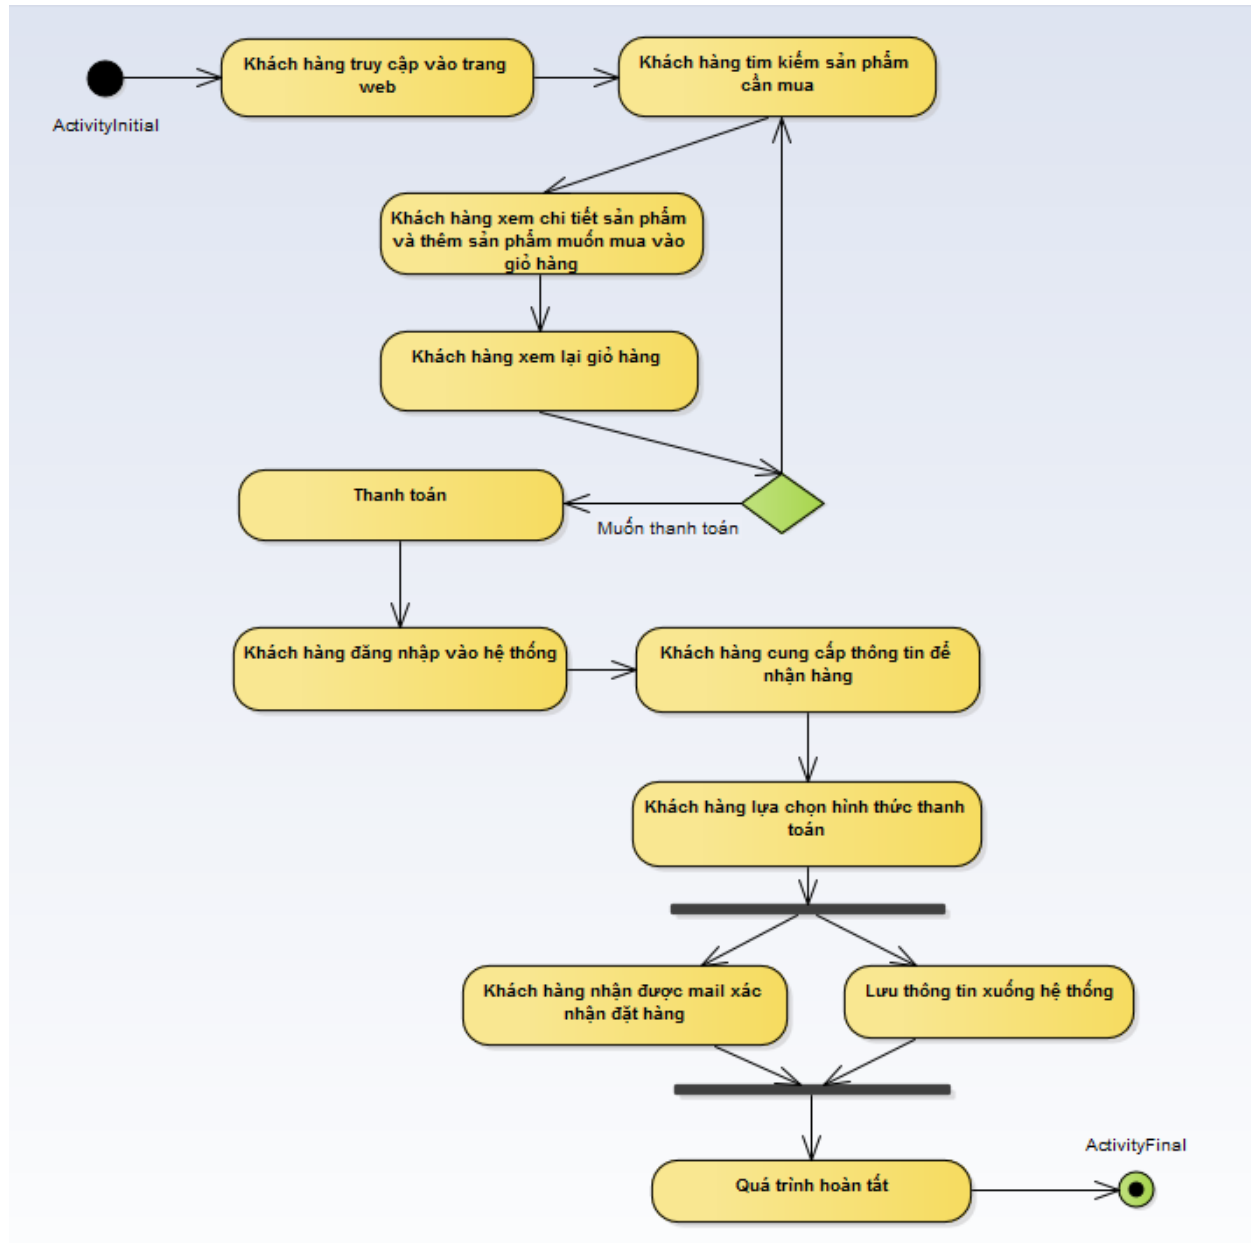 Khách hàng truy cập vào trang
web
Khách hàng tim kiếm sản phẩm
cần mua
ActivityInitial
Khách hàng xem chi tiết sản phẩm
và thêm sản phẩm muốn mua vào
giỏ hàng
Khách hàng xem lại giỏ hàng
Thanh toán
Muốn thanh toán
Khách hàng đăng nhập vào hệ thống
Khách hàng cung cấp thông tin để
nhận hàng
Khách hàng lựa chọn hình thức thanh
toán
Khách hàng nhận được mail xác
nhận đặt hàng
Lưu thông tin xuống hệ thống
ActivityFinal
Quá trình hoàn tất